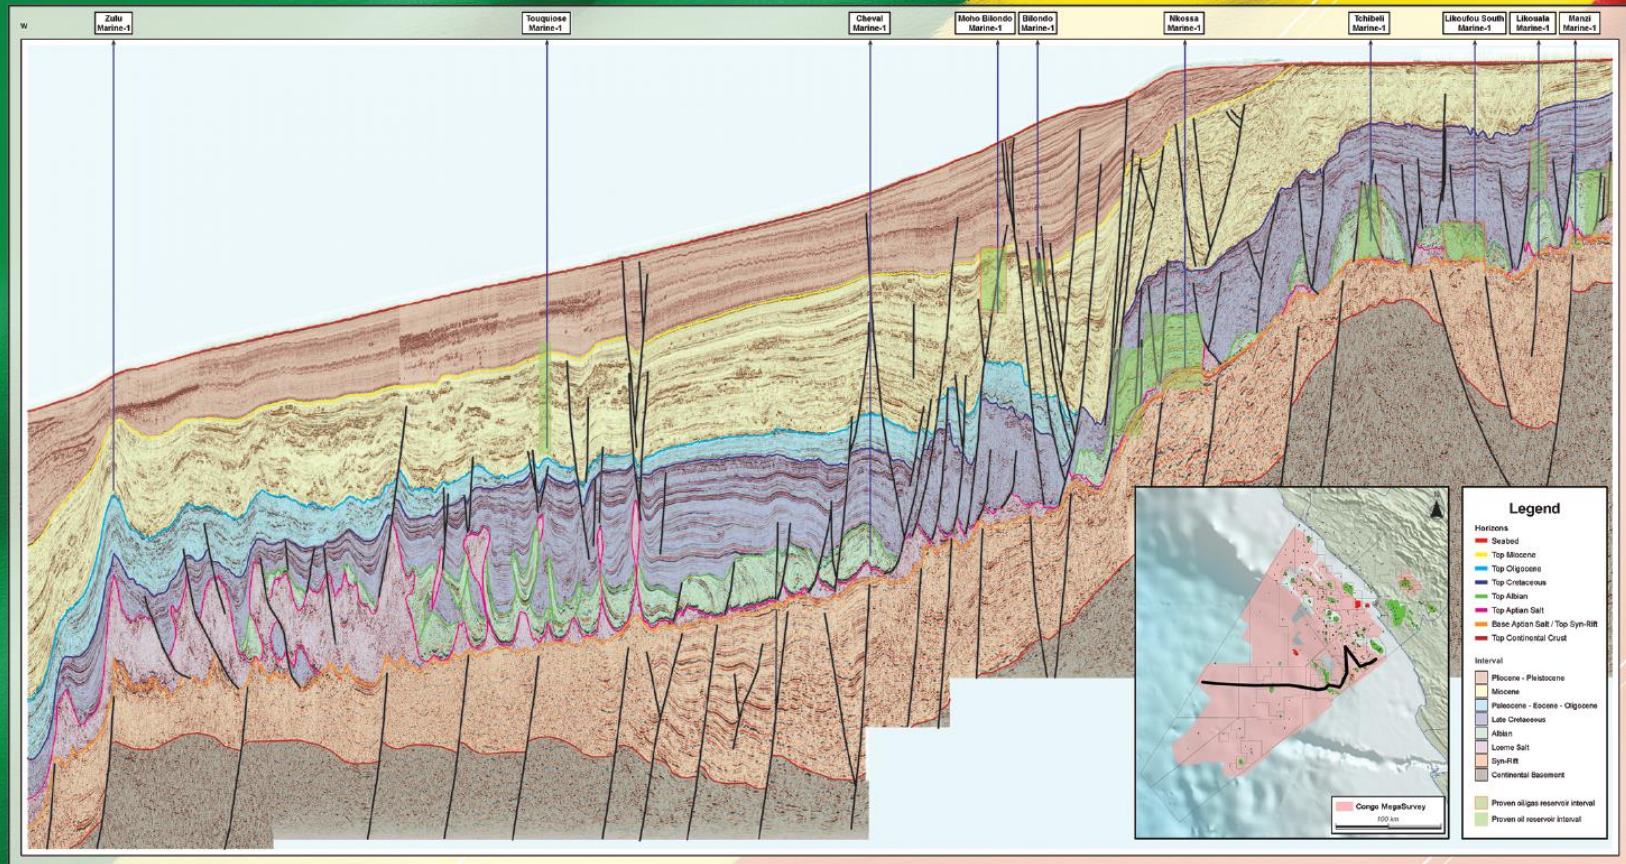 W
Zulu
Marine-1
Touquiose
Marine-1
Cheval
Marine-1
Moho Bilondo
Marine-1
Bilondo
Marine-1
Nkossa
Marine-1
Tchibeli
Marine-1
Likoufou South
Marine-1
Likouala
Marine-1
Manzi
Marine-1
Legend
Horizons
Seabed
Top Miocene
Top Oligocene
Top Cretaceous
Top Albian
Top Aptian Salt
Base Aptian Salt / Top Syn-Rift
Top Continental Crust
Interval
Pliocene - Pleistocene
Miocene
Paleocene - Eocene - Oligocene
Late Cretaceous
Albian
Loeme Salt
Syn-Rift
Continental Basement
Proven oil/gas reservoir interval
Proven oil reservoir interval
Congo MegaSurvey
100 km